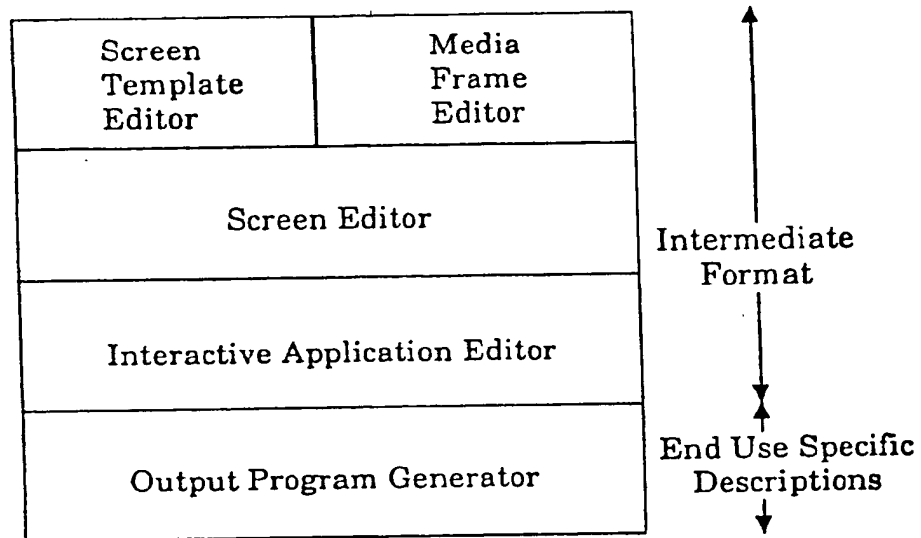 Screen
Template
Editor
Media
Frame
Editor
Screen Editor
Intermediate
Format
Interactive Application Editor
Output Program Generator
End Use Specific
Descriptions